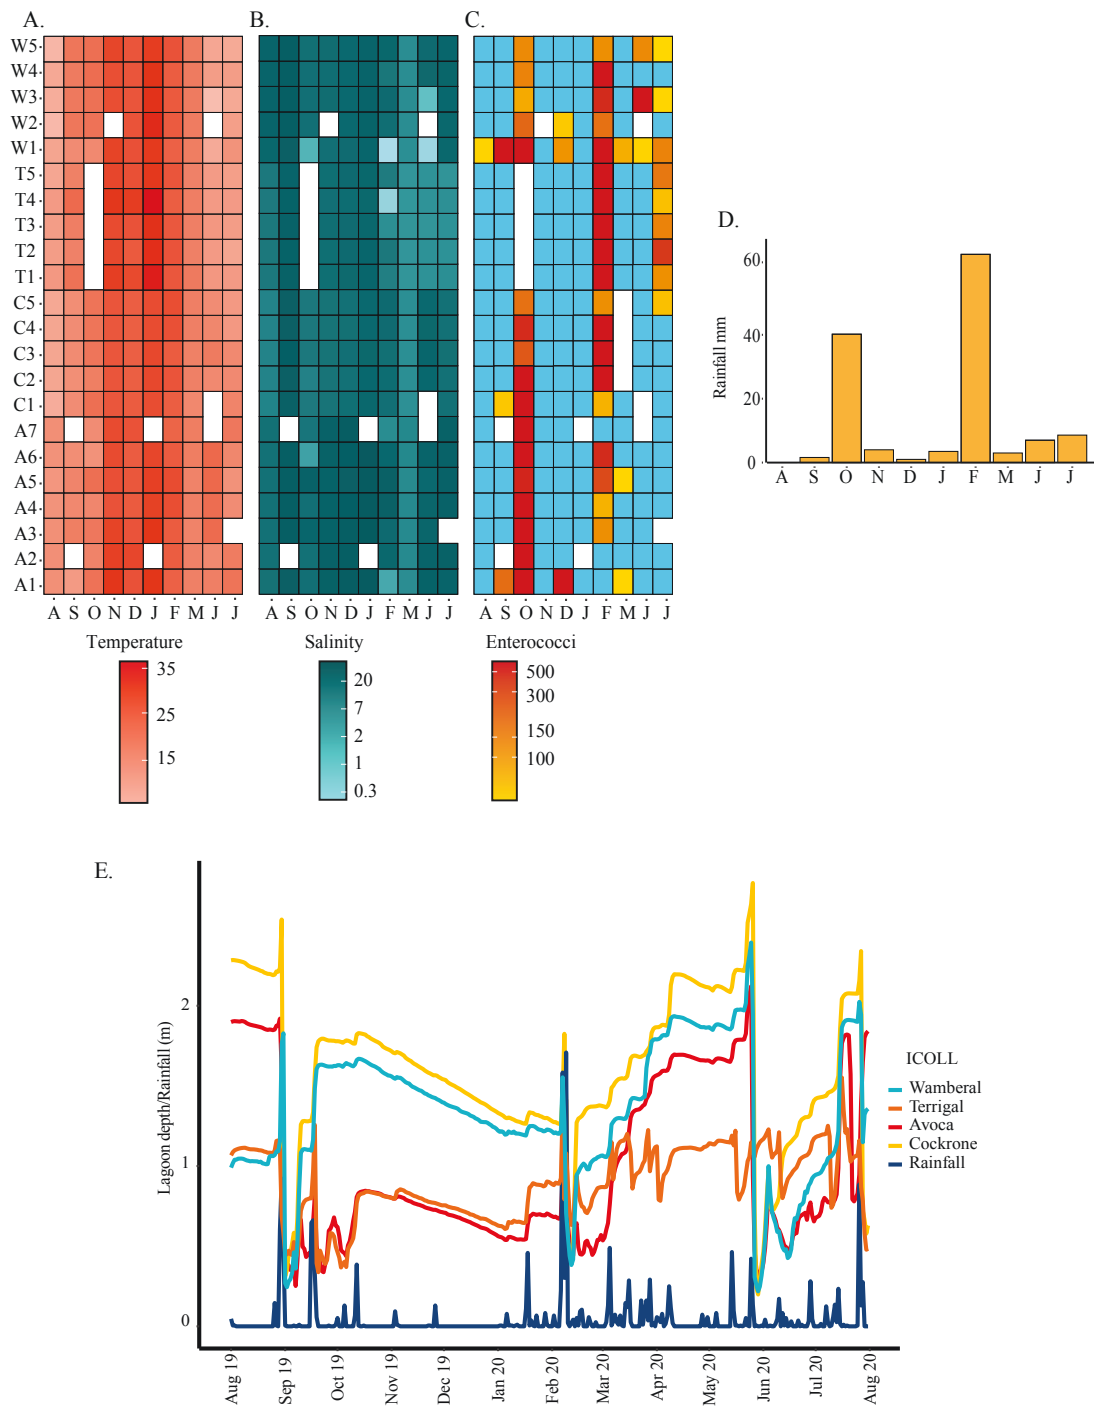 A.
B.
C.
W5
W4
W3
W2
W1
T5
T4
T3
T2
T1
C5
C4
C3
C2
C1
A7
A6
A5
A4
A3
A2
A1
A S O N D J F M J J
A S O N D J F M J J
A S O N D J F M J J
Temperature
35
25
15
Salinity
20
7
2
1
0.3
Enterococci
500
300
150
100
D.
Rainfall mm
60
40
20
0
A S O N D J F M J J
E.
Lagoon depth/Rainfall (m)
2
1
0
Aug 19
Sep 19
Oct 19
Nov 19
Dec 19
Jan 20
Feb 20
Mar 20
Apr 20
May 20
Jun 20
Jul 20
Aug 20
ICOLL
Wamberal
Terrigal
Avoca
Cockrone
Rainfall